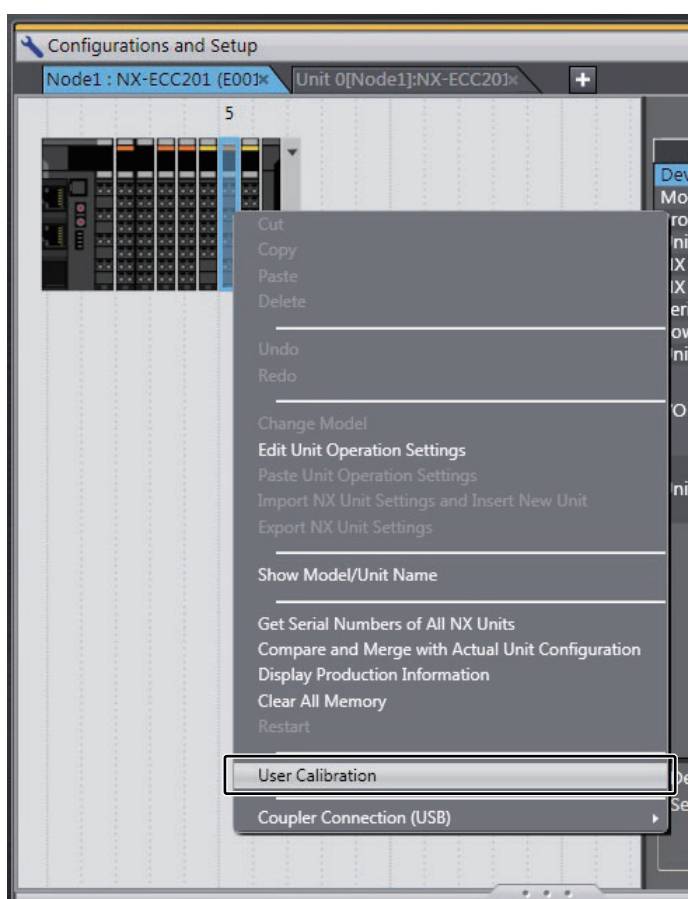 Configurations and Setup
Node1 : NX-ECC201 (E001
Unit 0[Node1]:NX-ECC201
5
Cut
Copy
Paste
Delete
Undo
Redo
Change Model
Edit Unit Operation Settings
Paste Unit Operation Settings
Import NX Unit Settings and Insert New Unit
Export NX Unit Settings
Show Model/Unit Name
Get Serial Numbers of All NX Units
Compare and Merge with Actual Unit Configuration
Display Production Information
Clear All Memory
Restart
User Calibration
Coupler Connection (USB)